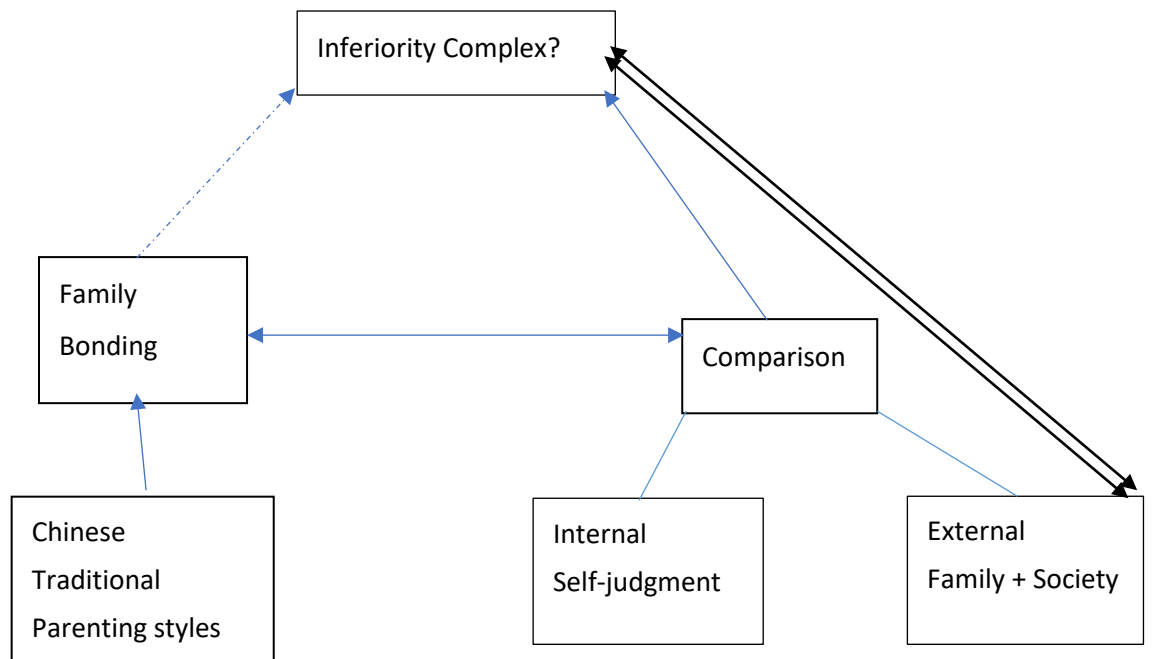 Inferiority Complex?
Family
Bonding
Comparison
Chinese
Traditional
Parenting styles
Internal
Self-judgment
External
Family + Society